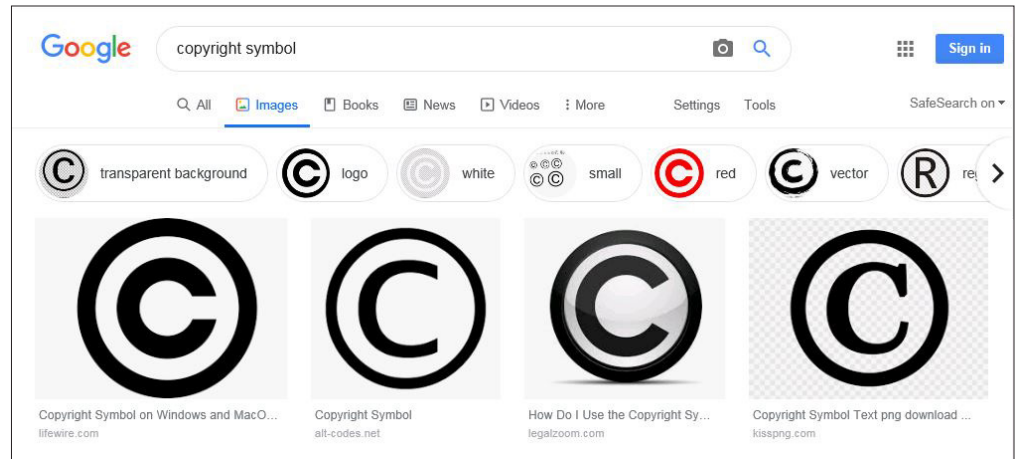 Google copyright symbol Sign in
All Images Books News Videos More Settings Tools SafeSearch on
transparent background logo white small red vector
Copyright Symbol on Windows and MacO... Copyright Symbol How Do I Use the Copyright Sy... Copyright Symbol Text png download ...
lifewire.com alt-codes.net legalzoom.com kisspng.com